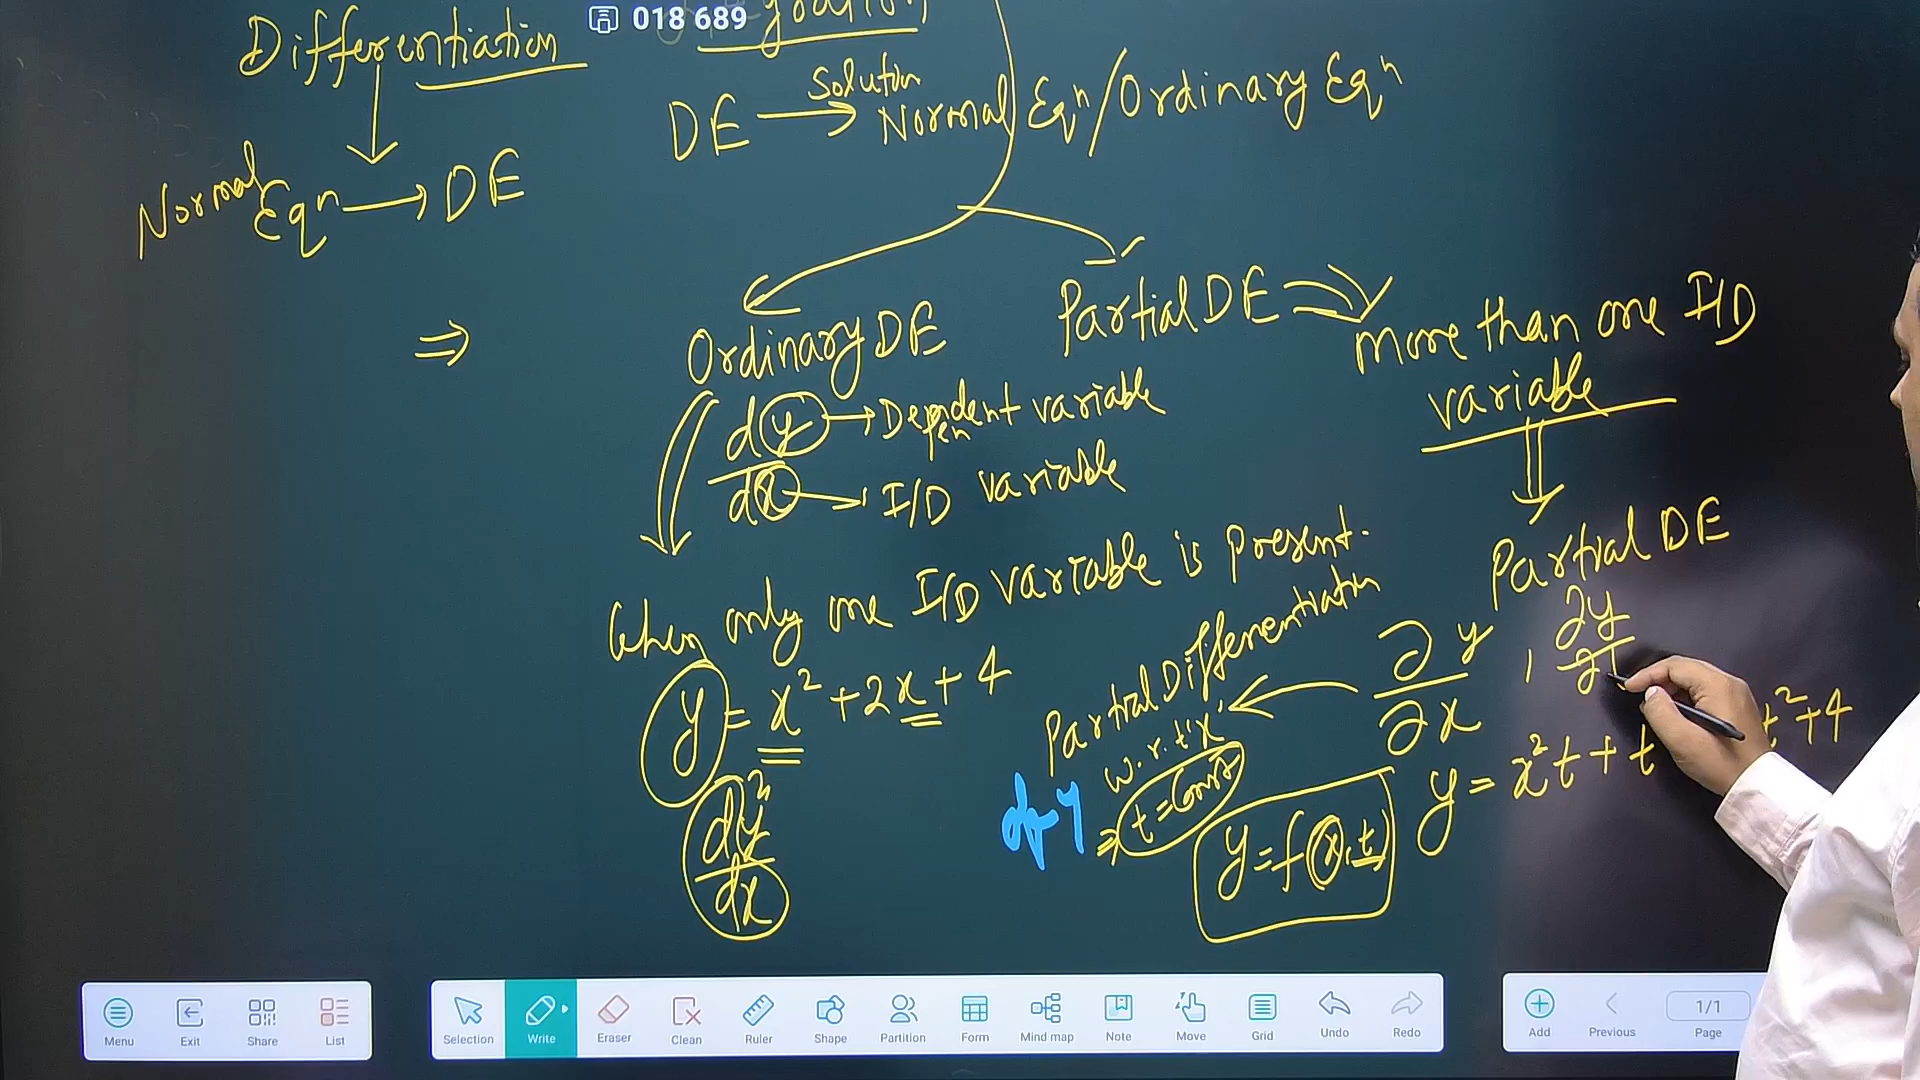 018 689
Differentiation
DE Solution → Normal Eqn/Ordinary Eqn
Normal Eqn → DE
⇒
Ordinary DE
Partial DE ⇒ More than one I/D
variable
dy → Dependent variable
dx → I/D variable
Partial DE
When only one I/D variable is present.
y = x² + 2x + 4
Partial Differentiation
w.r.t 'x'
⇒ t = Const
∂y/∂x , ∂y
y = x²t + t
t² + 4
y = f(x, t)
dy
dx
Menu Exit Share List
Selection Write Eraser Clean Ruler Shape Partition Form Mind map Note Move Grid Undo Redo
Add Previous 1/1 Page